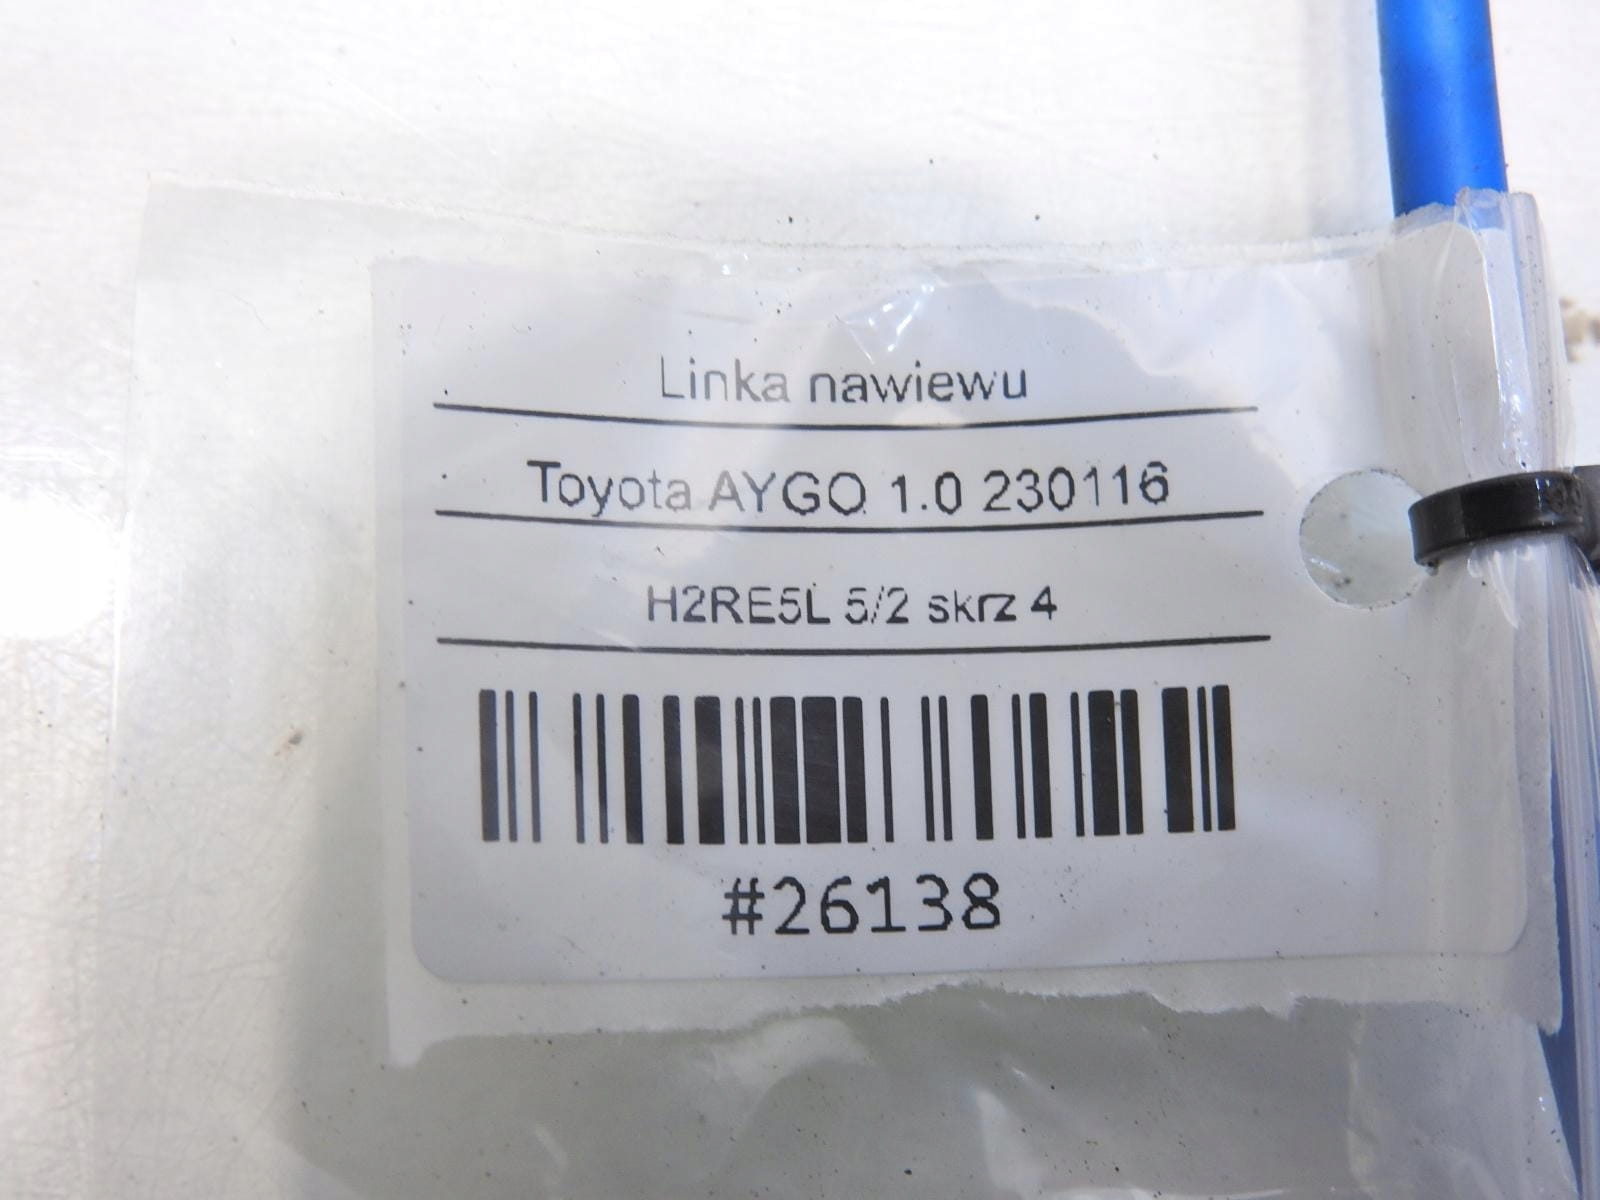 Linka nawiewu
Toyota AYGO 1.0 230116
H2RE5L 5/2 skrz 4
#26138